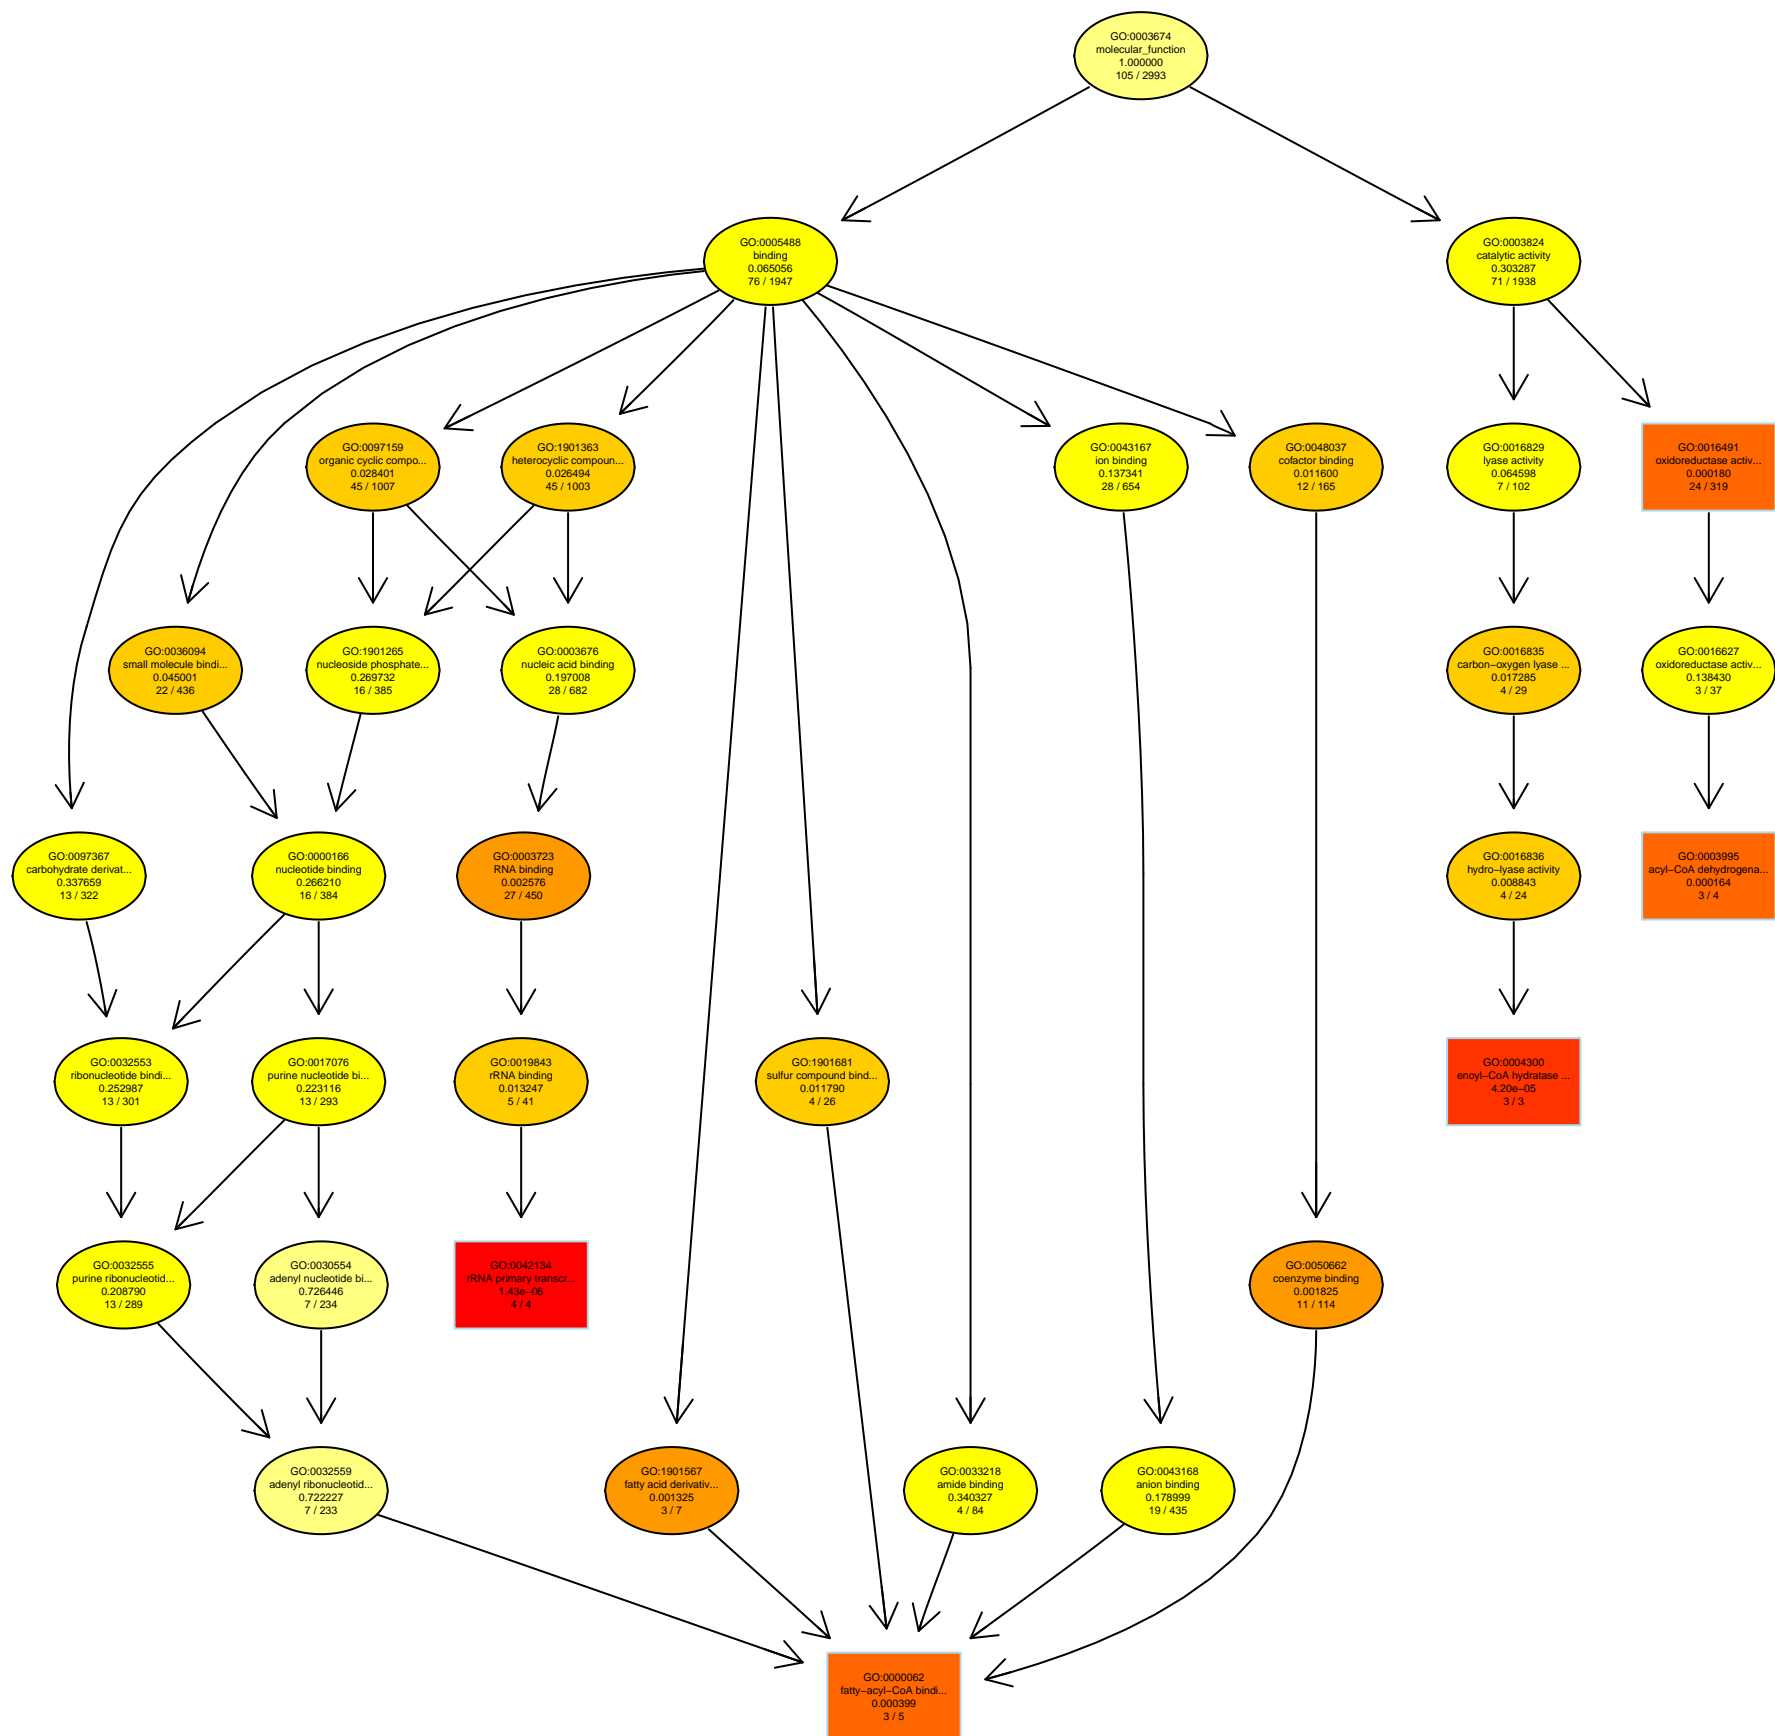 GO:0003674
molecular_function
1.000000
105 / 2993
GO:0005488
binding
0.065056
76 / 1947
GO:0003824
catalytic activity
0.303287
71 / 1938
GO:0097159
organic cyclic compo...
0.028401
45 / 1007
GO:1901363
heterocyclic compoun...
0.026494
45 / 1003
GO:0043167
ion binding
0.137341
28 / 654
GO:0048037
cofactor binding
0.011600
12 / 165
GO:0016829
lyase activity
0.064598
7 / 102
GO:0016491
oxidoreductase activ...
0.000180
24 / 319
GO:0036094
small molecule bindi...
0.045001
22 / 436
GO:1901265
nucleoside phosphate...
0.269732
16 / 385
GO:0003676
nucleic acid binding
0.197008
28 / 682
GO:0016835
carbon−oxygen lyase ...
0.017285
4 / 29
GO:0016627
oxidoreductase activ...
0.138430
3 / 37
GO:0097367
carbohydrate derivat...
0.337659
13 / 322
GO:0000166
nucleotide binding
0.266210
16 / 384
GO:0003723
RNA binding
0.002576
27 / 450
GO:0016836
hydro−lyase activity
0.008843
4 / 24
GO:0003995
acyl−CoA dehydrogena...
0.000164
3 / 4
GO:0032553
ribonucleotide bindi...
0.252987
13 / 301
GO:0017076
purine nucleotide bi...
0.223116
13 / 293
GO:0019843
rRNA binding
0.013247
5 / 41
GO:1901681
sulfur compound bind...
0.011790
4 / 26
GO:0004300
enoyl−CoA hydratase ...
4.20e−05
3 / 3
GO:0032555
purine ribonucleotid...
0.208790
13 / 289
GO:0030554
adenyl nucleotide bi...
0.726446
7 / 234
GO:0042134
rRNA primary transcr...
1.43e−06
4 / 4
GO:0050662
coenzyme binding
0.001825
11 / 114
GO:0032559
adenyl ribonucleotid...
0.722227
7 / 233
GO:1901567
fatty acid derivativ...
0.001325
3 / 7
GO:0033218
amide binding
0.340327
4 / 84
GO:0043168
anion binding
0.178999
19 / 435
GO:0000062
fatty−acyl−CoA bindi...
0.000399
3 / 5